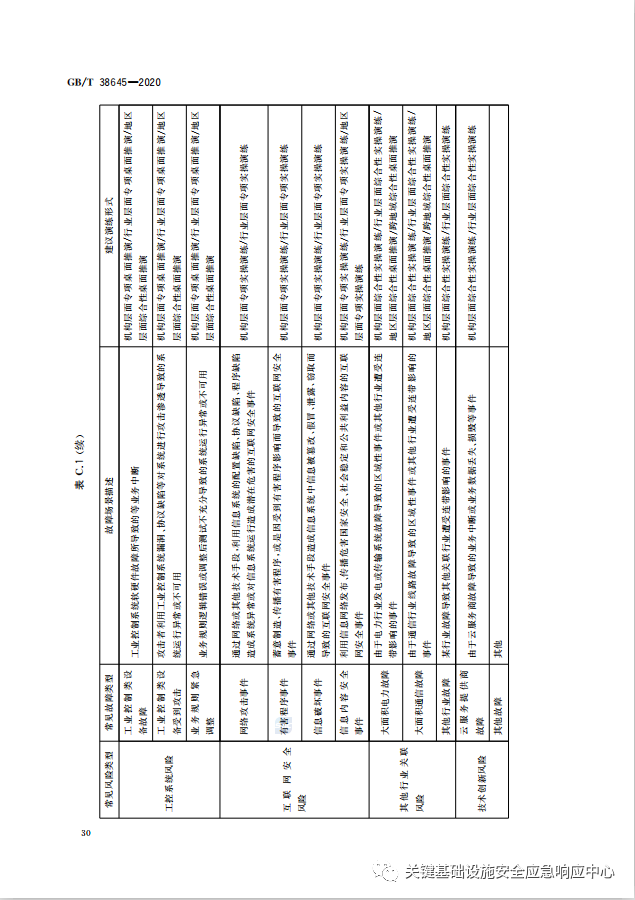 GB/T 38645—2020
表 C.1 (续)
常见风险类型
常见故障类型
故障场景描述
建议演练形式
工控系统风险
工业控制类设
备故障
工业控制系统软硬件故障所导致的等业务中断
机构层面专项桌面推演/行业层面专项桌面推演/地区
层面综合性桌面推演
工业控制类设
备受到攻击
攻击者利用工业控制系统漏洞、协议缺陷等对系统进行攻击渗透导致的系
统运行异常或不可用
机构层面专项桌面推演/行业层面专项桌面推演/地区
层面综合性桌面推演
业务规则紧急
调整
业务规则逻辑错误或调整后测试不充分导致的系统运行异常或不可用
机构层面专项桌面推演/行业层面专项桌面推演/地区
层面综合性桌面推演
互联网安全
风险
网络攻击事件
通过网络或其他技术手段,利用信息系统的配置缺陷、协议缺陷、程序缺陷
造成系统异常或对信息系统运行造成潜在危害的互联网安全事件
机构层面专项实操演练/行业层面专项实操演练
有害程序事件
蓄意制造、传播有害程序,或是因受到有害程序影响而导致的互联网安全
事件
机构层面专项实操演练/行业层面专项实操演练
信息破坏事件
通过网络或其他技术手段造成信息系统中信息被篡改、假冒、泄露、窃取而
导致的互联网安全事件
机构层面专项实操演练/行业层面专项实操演练
信息内容安全
事件
利用信息网络发布、传播危害国家安全、社会稳定和公共利益内容的互联
网安全事件
机构层面专项实操演练/行业层面专项实操演练/地区
层面专项实操演练
其他行业关联
风险
大面积电力故障
由于电力行业发电或传输系统故障导致的区域性事件或其他行业遭受连
带影响的事件
机构层面综合性实操演练/行业层面综合性实操演练/
地区层面综合性桌面推演/跨地域综合性桌面推演
大面积通信故障
由于通信行业线路故障导致的区域性事件或其他行业遭受连带影响的
事件
机构层面综合性实操演练/行业层面综合性实操演练/
地区层面综合性桌面推演/跨地域综合性桌面推演
其他行业故障
某行业故障导致其他关联行业遭受连带影响的事件
机构层面综合性实操演练/行业层面综合性实操演练
技术创新风险
云服务提供商
故障
由于云服务商故障导致的业务中断或业务数据丢失、损毁等事件
机构层面综合性实操演练/行业层面综合性实操演练
其他故障
其他
30
关键基础设施安全应急响应中心